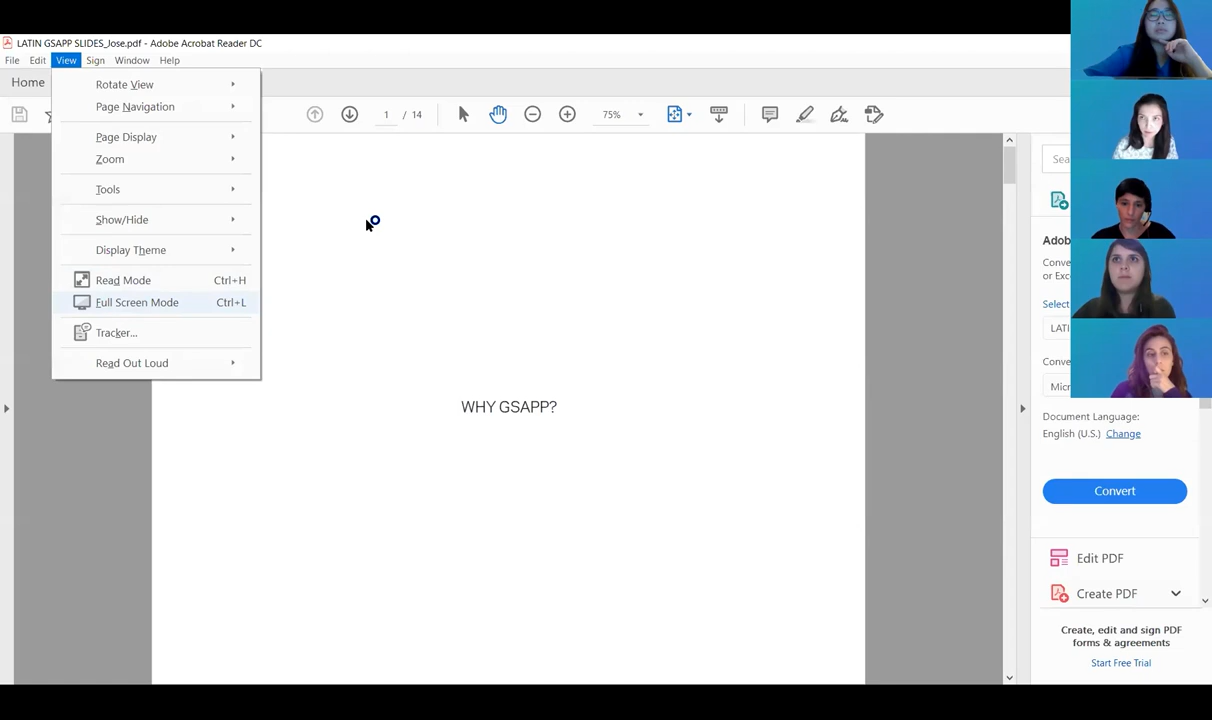 LATIN GSAPP SLIDES_Jose.pdf - Adobe Acrobat Reader DC
File Edit View Sign Window Help
Home
Rotate View
Page Navigation
Page Display
Zoom
Tools
Show/Hide
Display Theme
Read Mode Ctrl+H
Full Screen Mode Ctrl+L
Tracker...
Read Out Loud
1 / 14
75%
WHY GSAPP?
Sea
Adob
Conve
or Exce
Select
LATI
Conve
Micr
Document Language:
English (U.S.) Change
Convert
Edit PDF
Create PDF
Create, edit and sign PDF
forms & agreements
Start Free Trial